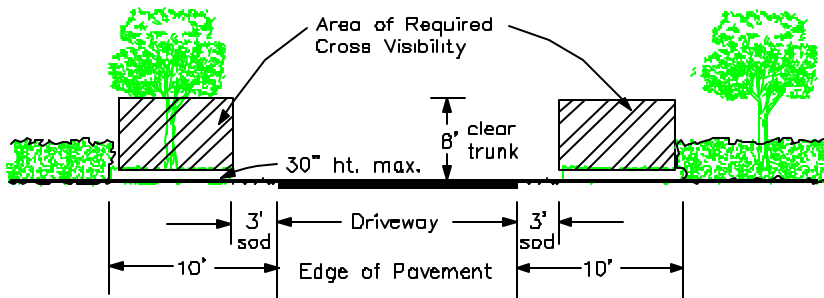 Area of Required
Cross Visibility
8' clear
trunk
30" ht. max.
3'
sod
Driveway
3'
sod
10'
Edge of Pavement
10'